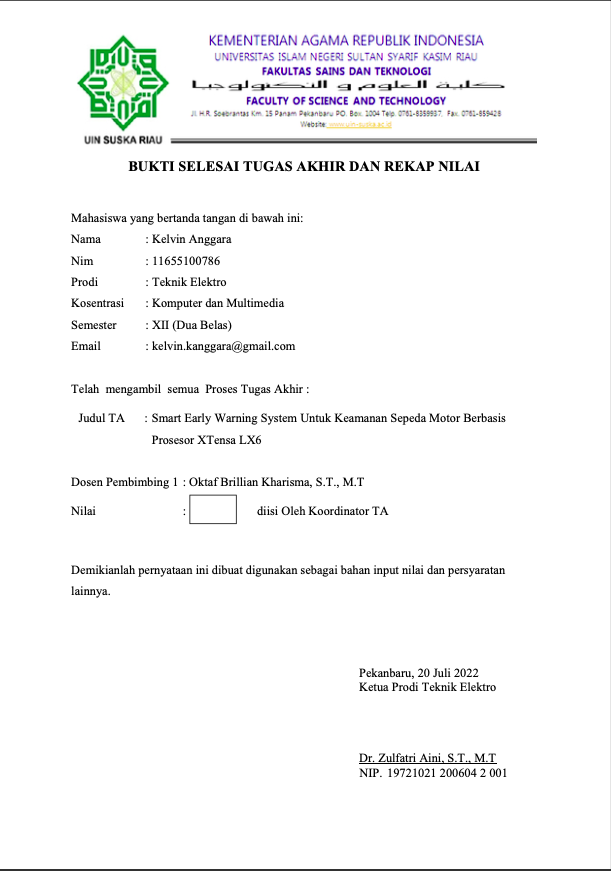 KEMENTERIAN AGAMA REPUBLIK INDONESIA
UNIVERSITAS ISLAM NEGERI SULTAN SYARIF KASIM RIAU
FAKULTAS SAINS DAN TEKNOLOGI
كلية العلوم و التكنولوجيا
FACULTY OF SCIENCE AND TECHNOLOGY
Jl. H.R. Soebrantas Km. 15 Panam Pekanbaru PO. Box. 1004 Telp. 0761-8359937, Fax. 0761-859428
Website: www.uin-suska.ac.id
UIN SUSKA RIAU
BUKTI SELESAI TUGAS AKHIR DAN REKAP NILAI
Mahasiswa yang bertanda tangan di bawah ini:
Nama : Kelvin Anggara
Nim : 11655100786
Prodi : Teknik Elektro
Kosentrasi : Komputer dan Multimedia
Semester : XII (Dua Belas)
Email : kelvin.kanggara@gmail.com
Telah mengambil semua Proses Tugas Akhir :
Judul TA : Smart Early Warning System Untuk Keamanan Sepeda Motor Berbasis
Prosesor XTensa LX6
Dosen Pembimbing 1 : Oktaf Brillian Kharisma, S.T., M.T
Nilai : diisi Oleh Koordinator TA
Demikianlah pernyataan ini dibuat digunakan sebagai bahan input nilai dan persyaratan
lainnya.
Pekanbaru, 20 Juli 2022
Ketua Prodi Teknik Elektro
Dr. Zulfatri Aini, S.T., M.T
NIP. 19721021 200604 2 001